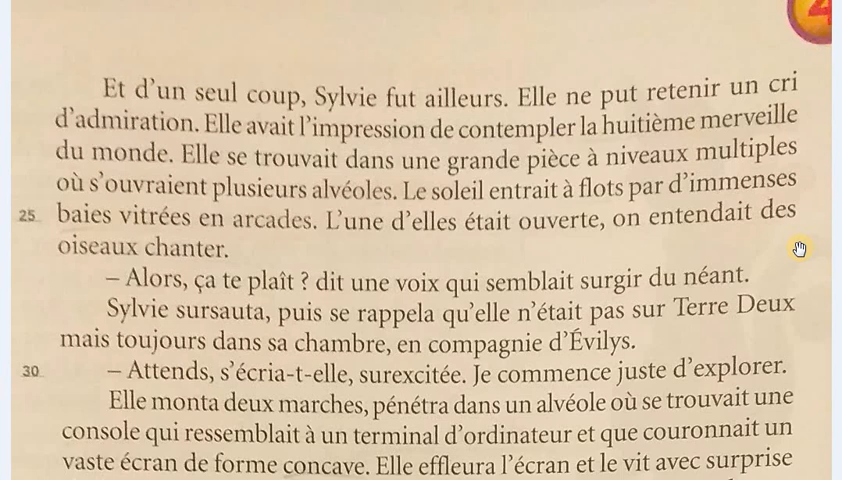 4
Et d'un seul coup, Sylvie fut ailleurs. Elle ne put retenir un cri
d'admiration. Elle avait l'impression de contempler la huitième merveille
du monde. Elle se trouvait dans une grande pièce à niveaux multiples
où s'ouvraient plusieurs alvéoles. Le soleil entrait à flots par d'immenses
25 baies vitrées en arcades. L'une d'elles était ouverte, on entendait des
oiseaux chanter.
– Alors, ça te plaît ? dit une voix qui semblait surgir du néant.
Sylvie sursauta, puis se rappela qu'elle n'était pas sur Terre Deux
mais toujours dans sa chambre, en compagnie d'Évilys.
30 – Attends, s'écria-t-elle, surexcitée. Je commence juste d'explorer.
Elle monta deux marches, pénétra dans un alvéole où se trouvait une
console qui ressemblait à un terminal d'ordinateur et que couronnait un
vaste écran de forme concave. Elle effleura l'écran et le vit avec surprise